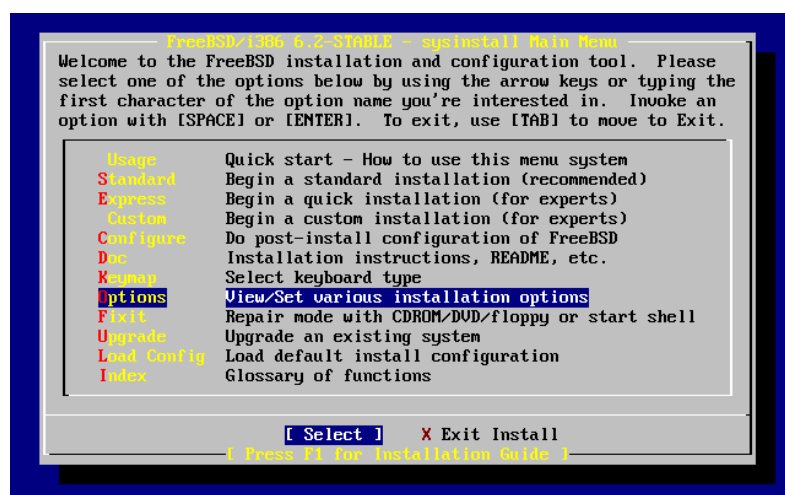 FreeBSD/i386 6.2-STABLE - sysinstall Main Menu
Welcome to the FreeBSD installation and configuration tool.  Please
select one of the options below by using the arrow keys or typing the
first character of the option name you're interested in.  Invoke an
option with [SPACE] or [ENTER].  To exit, use [TAB] to move to Exit.
Usage Quick start - How to use this menu system
Standard Begin a standard installation (recommended)
Express Begin a quick installation (for experts)
Custom Begin a custom installation (for experts)
Configure Do post-install configuration of FreeBSD
Doc Installation instructions, README, etc.
Keymap Select keyboard type
Options View/Set various installation options
Fixit Repair mode with CDROM/DVD/floppy or start shell
Upgrade Upgrade an existing system
Load Config Load default install configuration
Index Glossary of functions
[ Select ] X Exit Install
[ Press F1 for Installation Guide ]